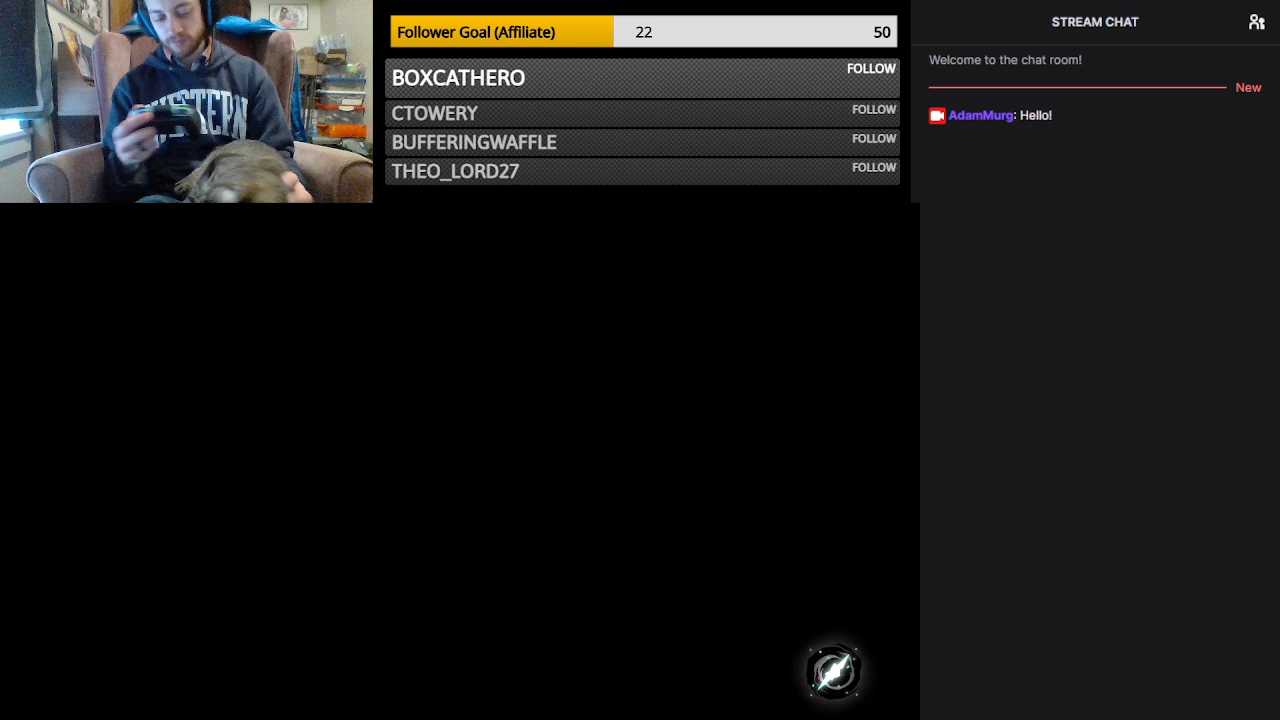 WESTERN
Follower Goal (Affiliate) 22 50
BOXCATHERO FOLLOW
CTOWERY FOLLOW
BUFFERINGWAFFLE FOLLOW
THEO_LORD27 FOLLOW
STREAM CHAT
Welcome to the chat room!
New
AdamMurg: Hello!